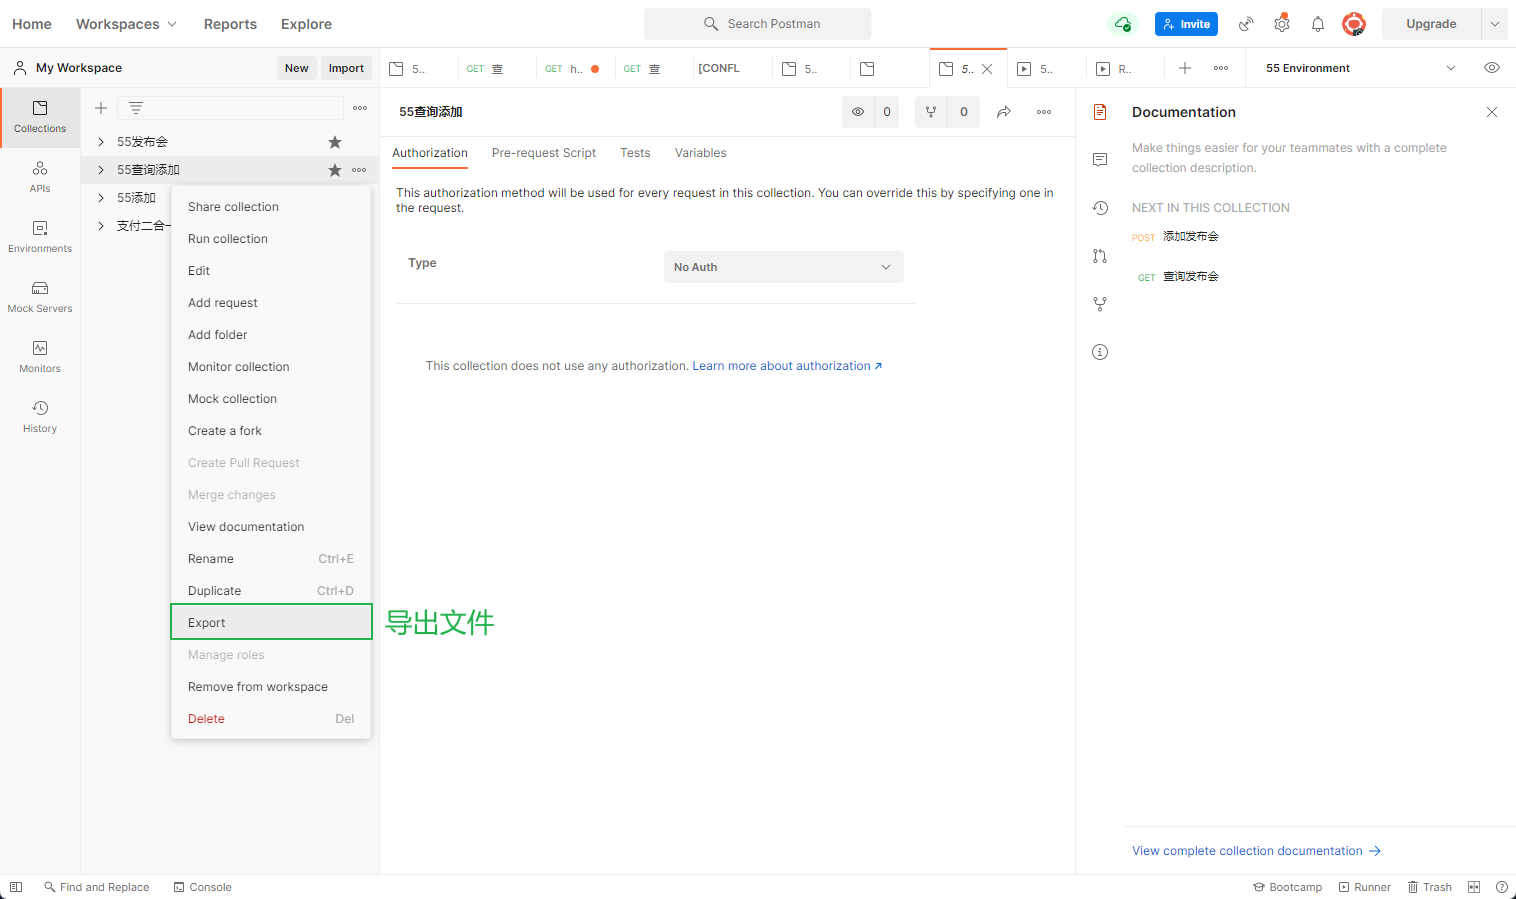 Home Workspaces Reports Explore Search Postman Invite Upgrade
My Workspace New Import 5.. GET 查 GET h.. GET 查 [CONFL 5.. 5.. 5.. R.. 55 Environment
Collections
APIs
Environments
Mock Servers
Monitors
History
55发布会
55查询添加
55添加
支付二合一
Share collection
Run collection
Edit
Add request
Add folder
Monitor collection
Mock collection
Create a fork
Create Pull Request
Merge changes
View documentation
Rename Ctrl+E
Duplicate Ctrl+D
Export
Manage roles
Remove from workspace
Delete Del
导出文件
55查询添加 0 0
Authorization Pre-request Script Tests Variables
This authorization method will be used for every request in this collection. You can override this by specifying one in
the request.
Type No Auth
This collection does not use any authorization. Learn more about authorization ↗
Documentation
Make things easier for your teammates with a complete
collection description.
NEXT IN THIS COLLECTION
POST 添加发布会
GET 查询发布会
View complete collection documentation →
Find and Replace Console Bootcamp Runner Trash